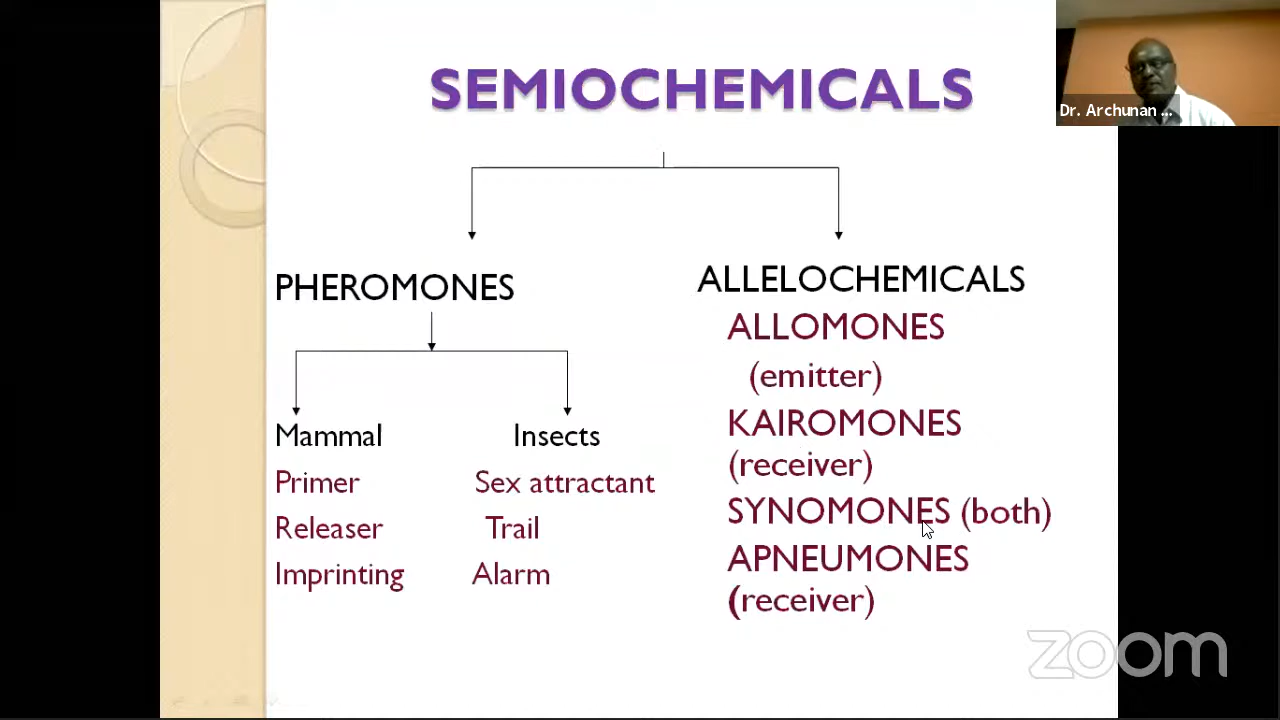 SEMIOCHEMICALS
Dr. Archunan ...
PHEROMONES
Mammal
Insects
Primer
Sex attractant
Releaser
Trail
Imprinting
Alarm
ALLELOCHEMICALS
ALLOMONES
(emitter)
KAIROMONES
(receiver)
SYNOMONES (both)
APNEUMONES
(receiver)
zoom